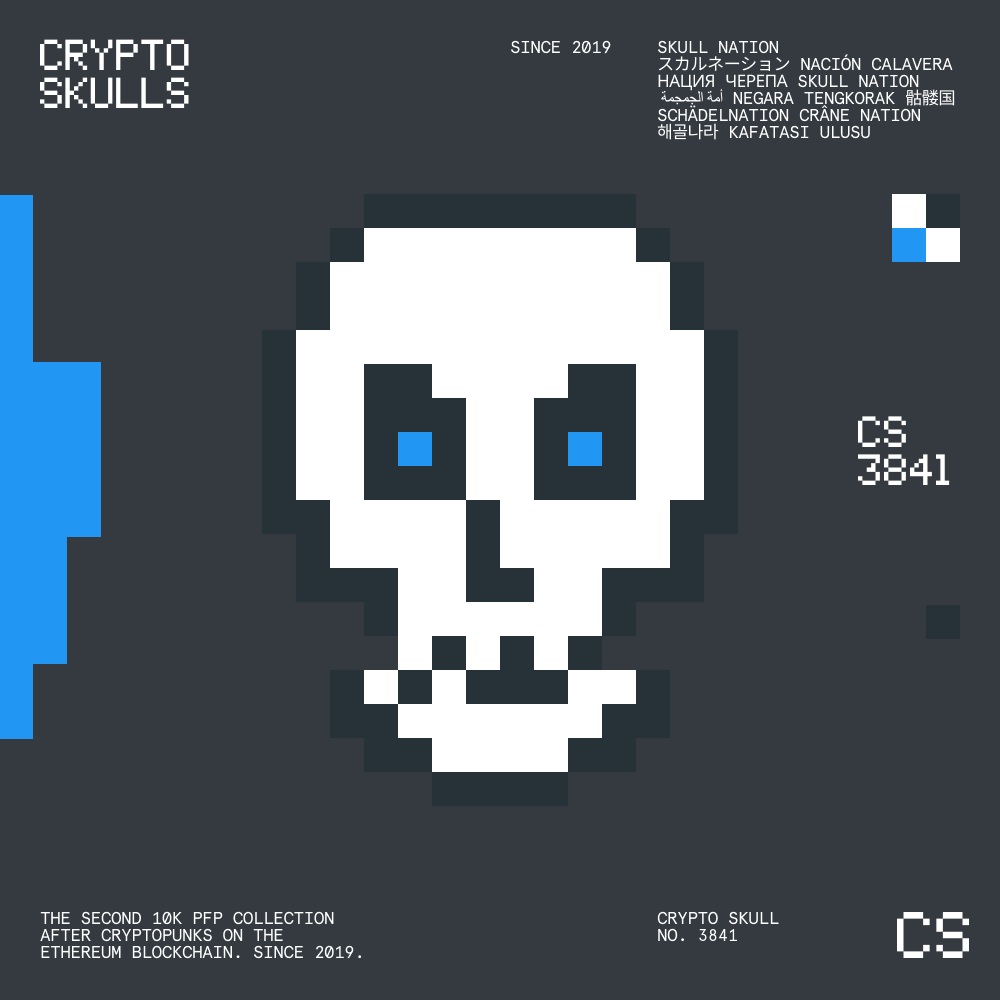 CRYPTO
SKULLS
SINCE 2019
SKULL NATION
スカルネーション NACIÓN CALAVERA
НАЦИЯ ЧЕРЕПА SKULL NATION
أمة الجمجمة NEGARA TENGKORAK 骷髅国
SCHÄDELNATION CRÂNE NATION
해골나라 KAFATASI ULUSU
CS
3841
THE SECOND 10K PFP COLLECTION
AFTER CRYPTOPUNKS ON THE
ETHEREUM BLOCKCHAIN. SINCE 2019.
CRYPTO SKULL
NO. 3841
CS